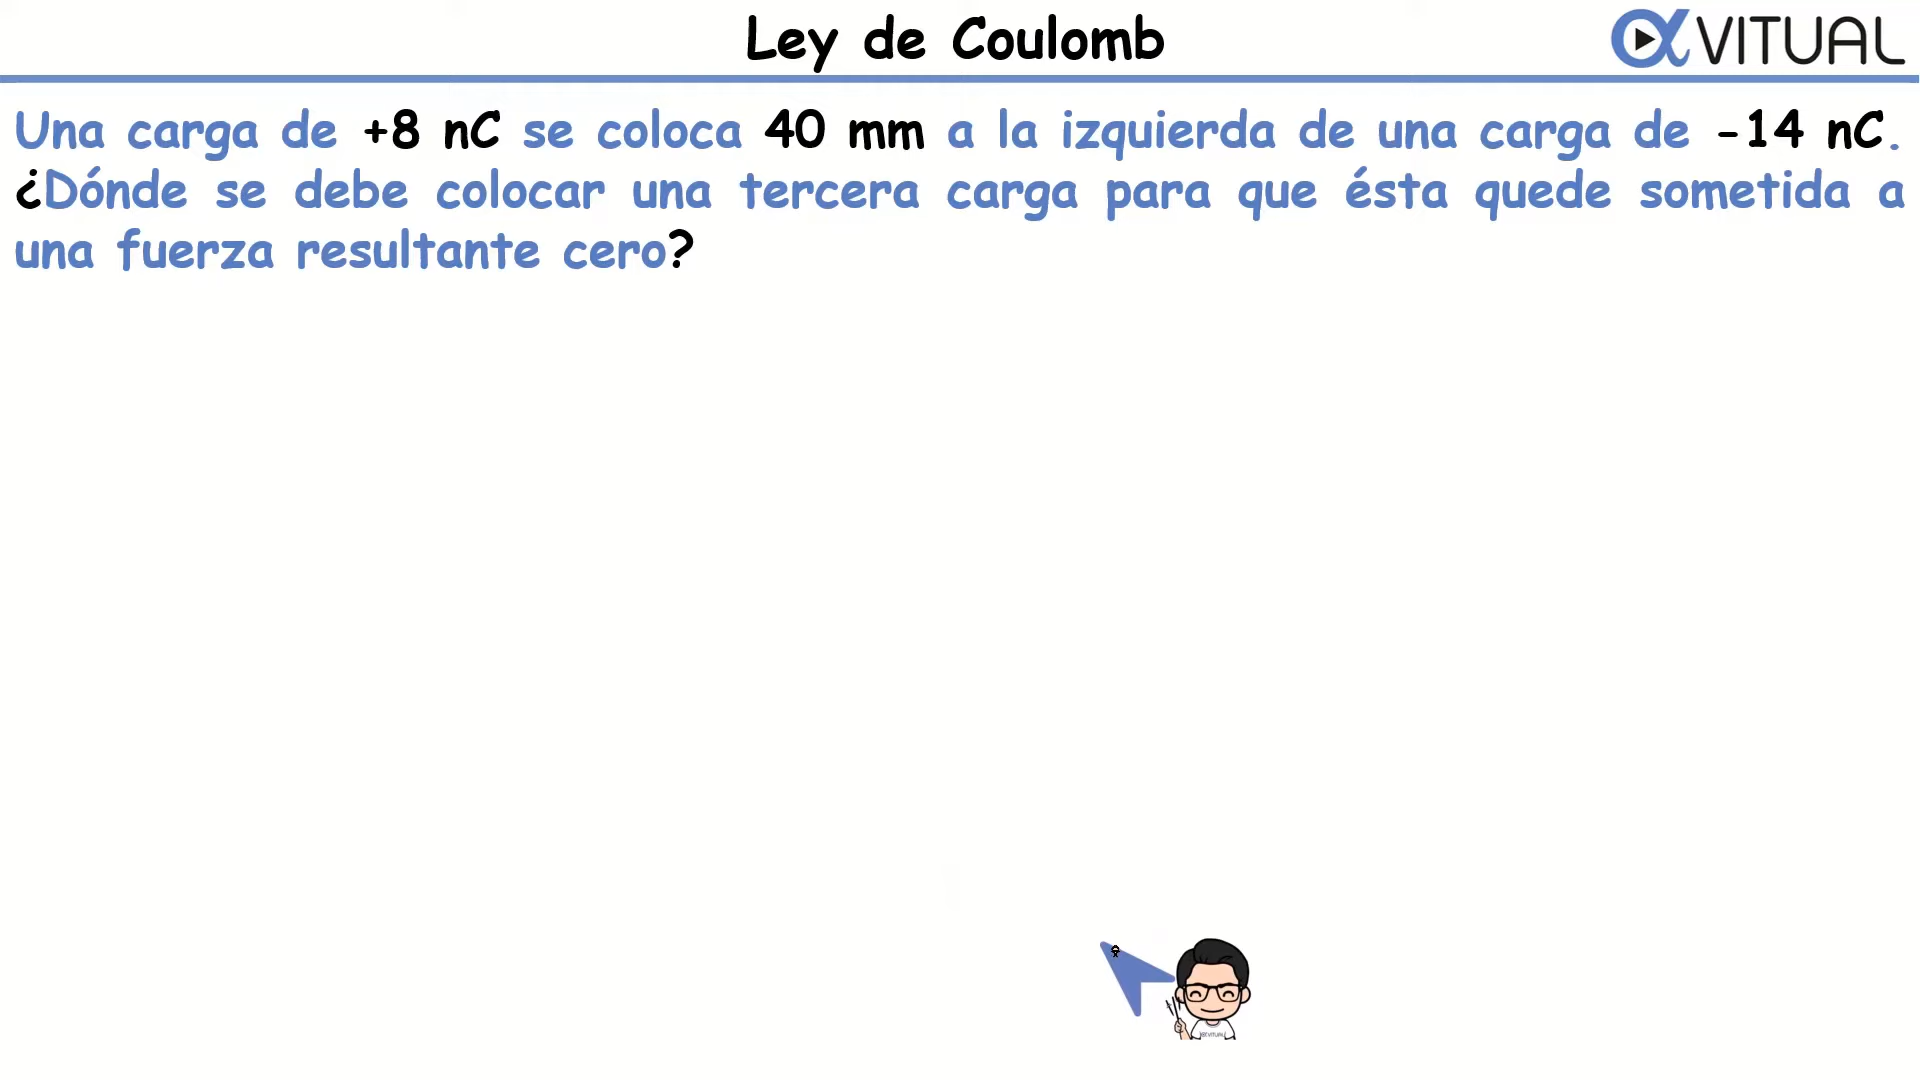 Ley de Coulomb
VITUAL
Una carga de +8 nC se coloca 40 mm a la izquierda de una carga de -14 nC.
¿Dónde se debe colocar una tercera carga para que ésta quede sometida a
una fuerza resultante cero?